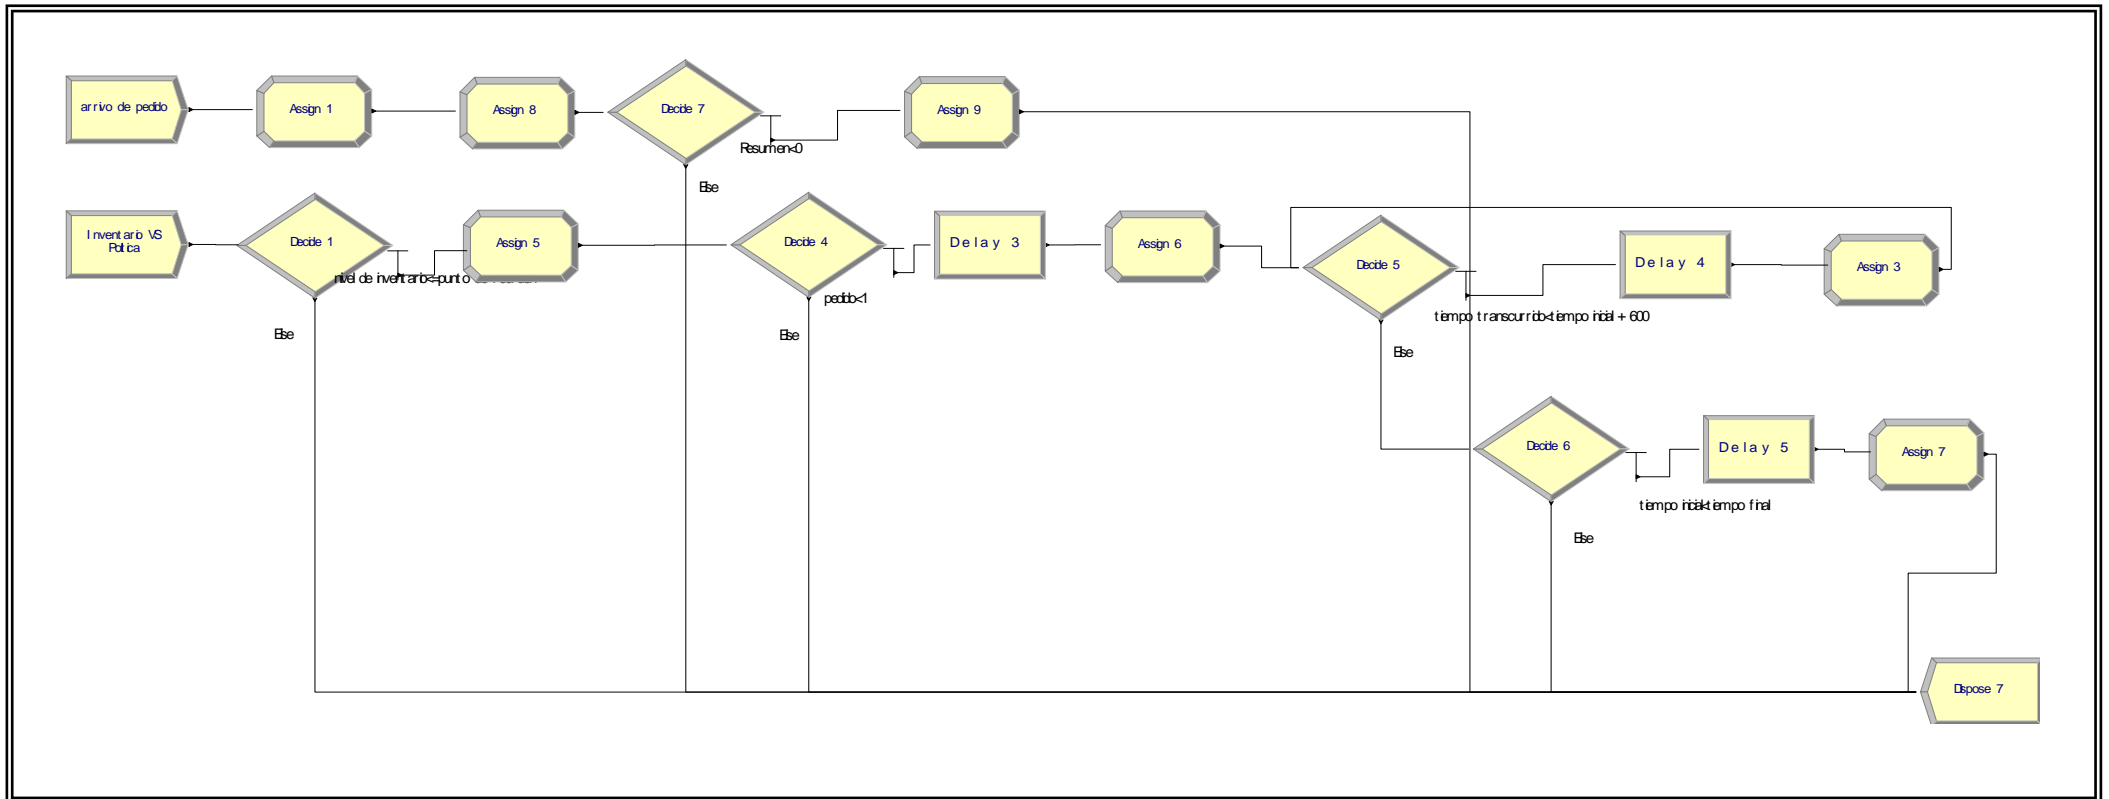 arrivo de pedido
Assign 1
Assign 8
Decide 7
Resumen<0
Else
Assign 9
Inventario VS
Politica
Decide 1
nivel de inventario<=punto
Else
Assign 5
Decide 4
pedido<1
Else
Delay 3
Assign 6
Decide 5
tiempo transcurrido<tiempo inicial + 600
Else
Delay 4
Assign 3
Decide 6
tiempo inicial<tiempo final
Else
Delay 5
Assign 7
Dispose 7